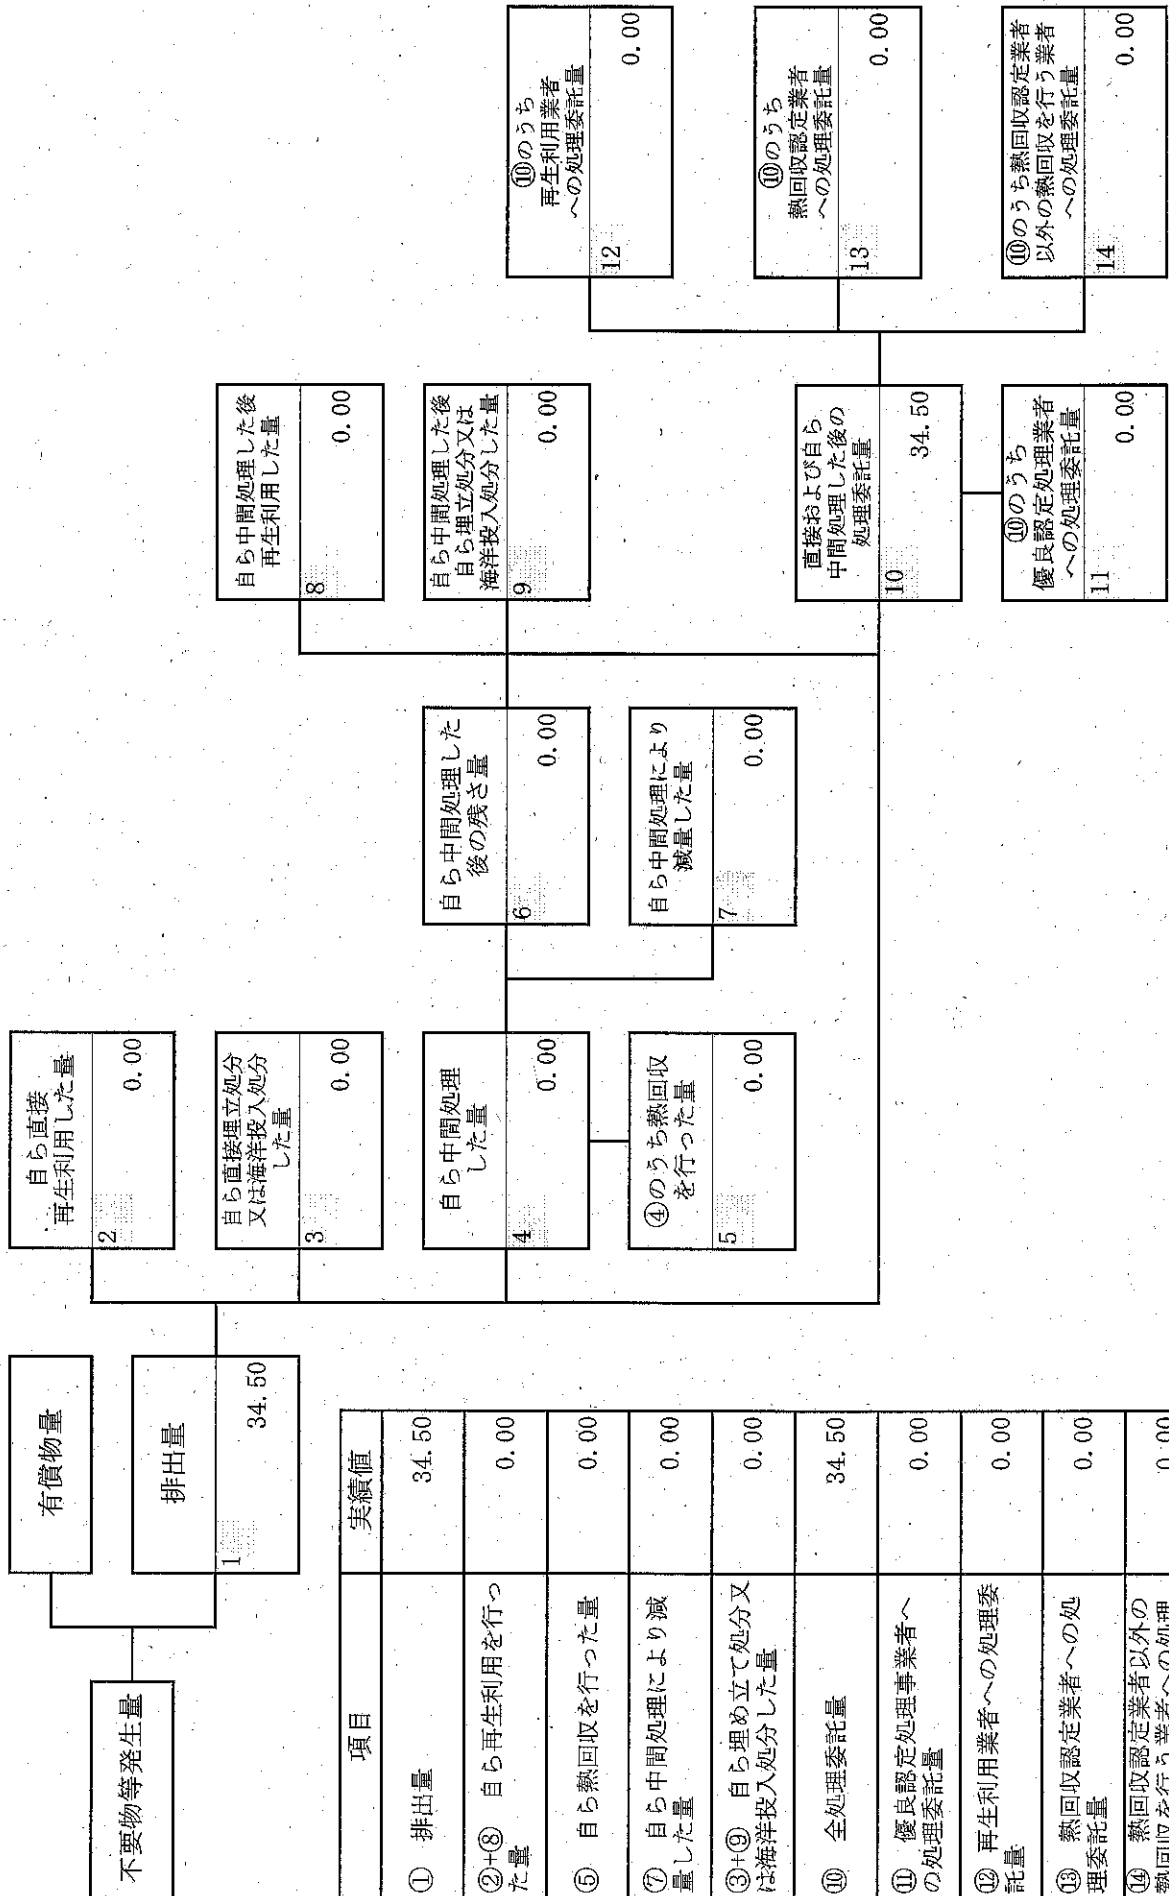 不要物等発生量
有償物量
排出量
1
34.50
自ら直接
再生利用した量
2
0.00
自ら直接埋立処分
又は海洋投入処分
した量
3
0.00
自ら中間処理
した量
4
0.00
④のうち熱回収
を行った量
5
0.00
自ら中間処理した
後の残さ量
6
0.00
自ら中間処理により
減量した量
7
0.00
自ら中間処理した後
再生利用した量
8
0.00
自ら中間処理した後
自ら埋立処分又は
海洋投入処分した量
9
0.00
直接および自ら
中間処理した後の
処理委託量
10
34.50
⑩のうち
優良認定処理業者
への処理委託量
11
0.00
⑩のうち
再生利用業者
への処理委託量
12
0.00
⑩のうち
熱回収認定業者
への処理委託量
13
0.00
⑩のうち熱回収認定業者
以外の熱回収を行う業者
への処理委託量
14
0.00
項目 実績値
① 排出量 34.50
②+⑧ 自ら再生利用を行っ
た量 0.00
⑤ 自ら熱回収を行った量 0.00
⑦ 自ら中間処理により減
量した量 0.00
③+⑨ 自ら埋め立て処分又
は海洋投入処分した量 0.00
⑩ 全処理委託量 34.50
⑪ 優良認定処理事業者へ
の処理委託量 0.00
⑫ 再生利用業者への処理委
託量 0.00
⑬ 熱回収認定業者への処
理委託量 0.00
⑭ 熱回収認定業者以外の
熱回収を行う業者への処理 0.00